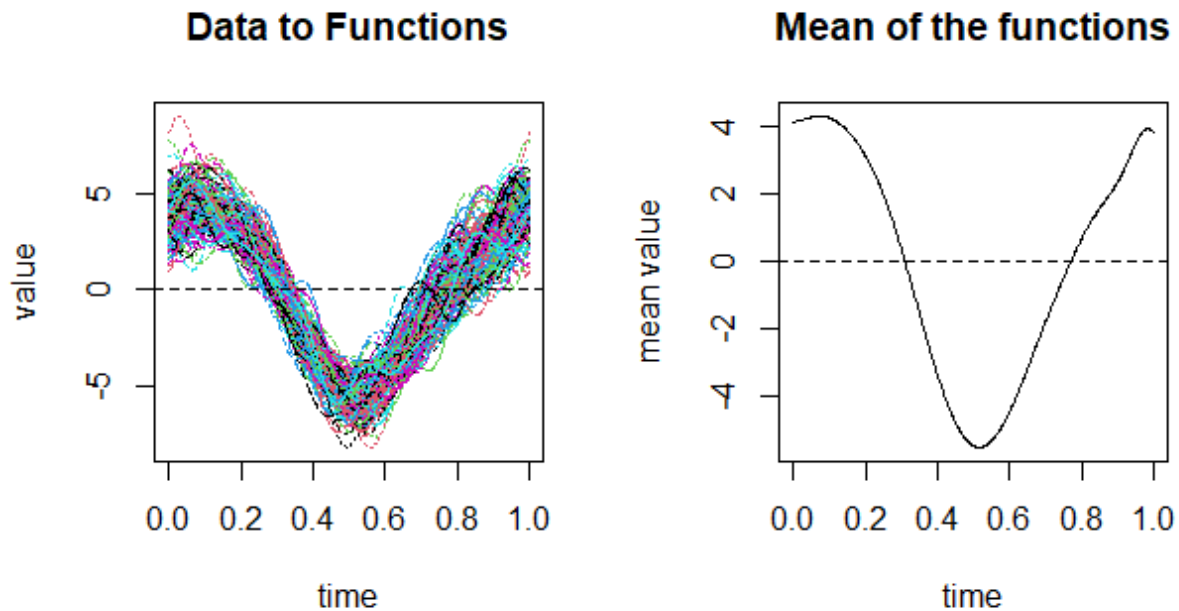 Data to Functions
value
5
0
-5
0.0 0.2 0.4 0.6 0.8 1.0
time
Mean of the functions
mean value
4
2
0
-2
-4
0.0 0.2 0.4 0.6 0.8 1.0
time